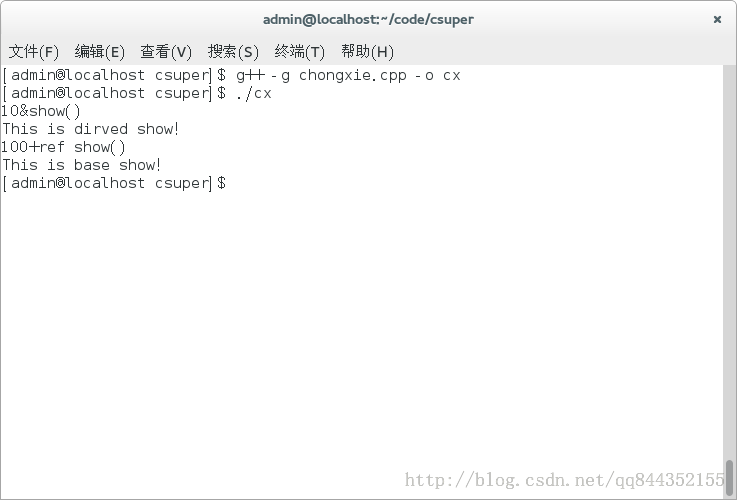 admin@localhost:~/code/csuper ×
文件(F) 编辑(E) 查看(V) 搜索(S) 终端(T) 帮助(H)
[admin@localhost csuper]$ g++ -g chongxie.cpp -o cx
[admin@localhost csuper]$ ./cx
10&show()
This is dirved show!
100+ref show()
This is base show!
[admin@localhost csuper]$
http://blog.csdn.net/qq844352155